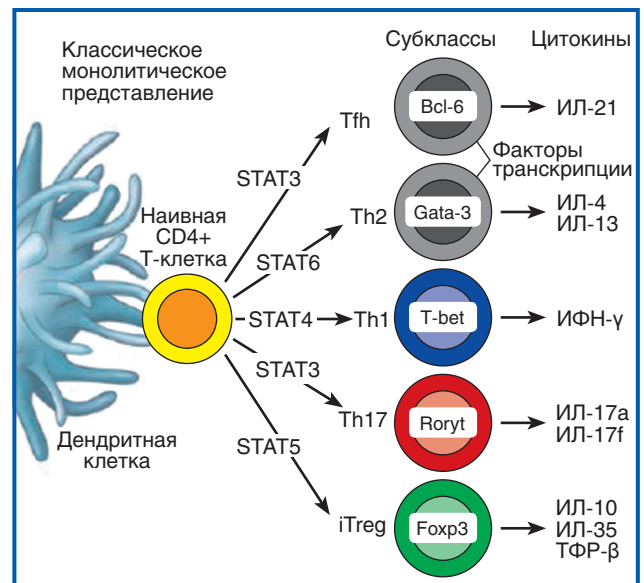 Классическое
монолитическое
представление
Субклассы
Цитокины
Tfh
Bcl-6
ИЛ-21
STAT3
Факторы
транскрипции
Наивная
CD4+
Т-клетка
Th2
Gata-3
ИЛ-4
ИЛ-13
STAT6
STAT4
Th1
T-bet
ИФН-γ
STAT3
Th17
Roryt
ИЛ-17a
ИЛ-17f
Дендритная
клетка
STAT5
iTreg
Foxp3
ИЛ-10
ИЛ-35
ТФР-β